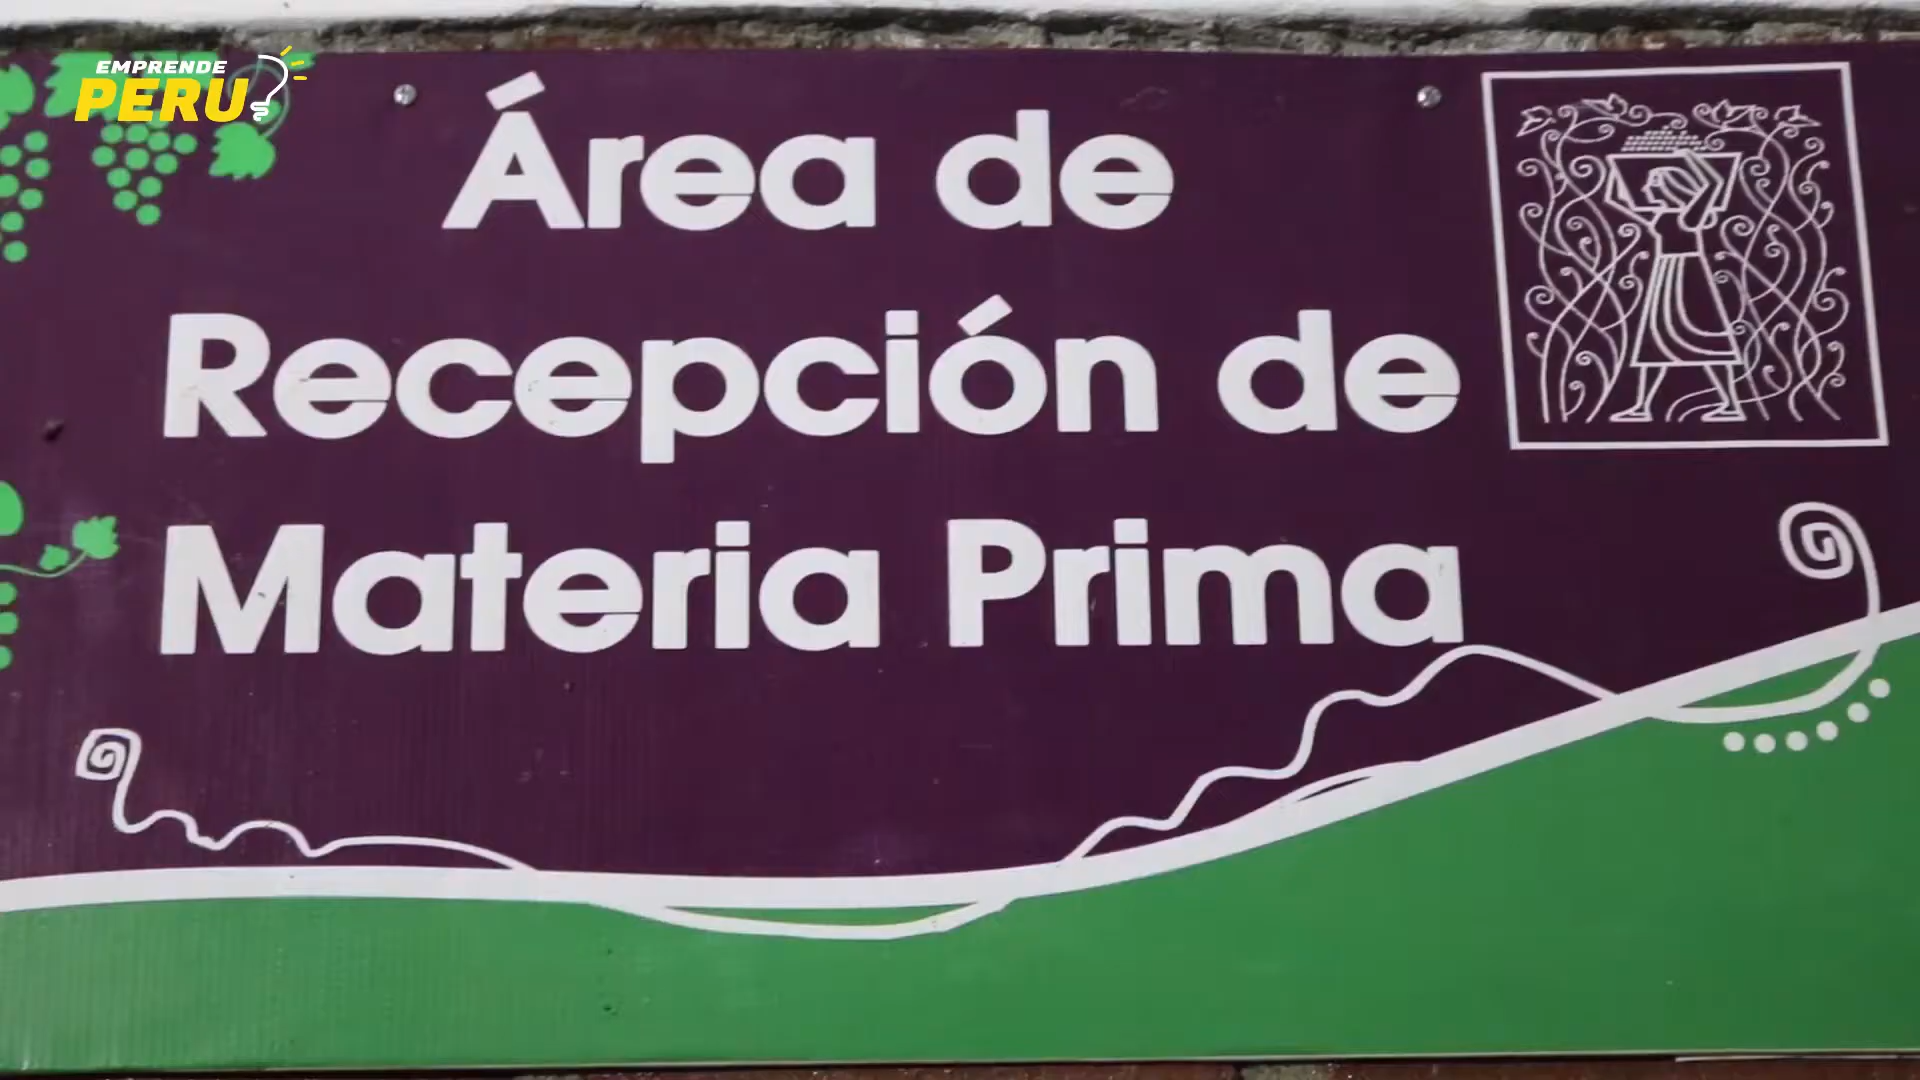 EMPRENDE
PERU
Área de
Recepción de
Materia Prima